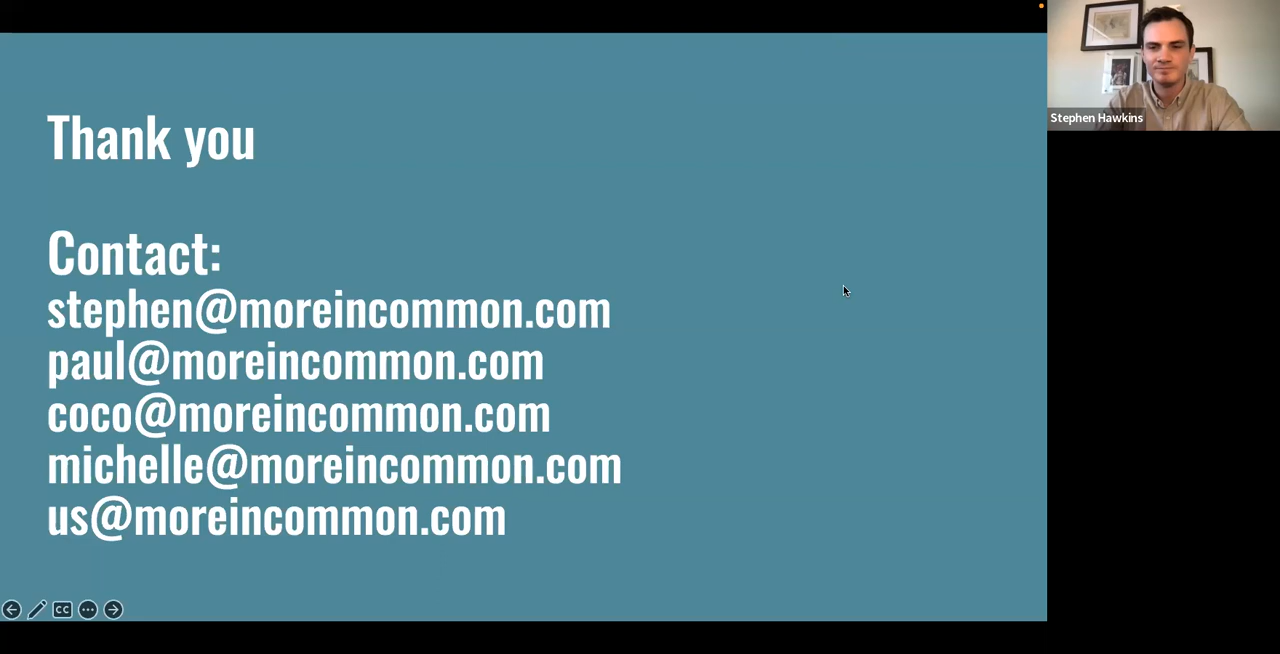 Thank you
Contact:
stephen@moreincommon.com
paul@moreincommon.com
coco@moreincommon.com
michelle@moreincommon.com
us@moreincommon.com
CC
Stephen Hawkins